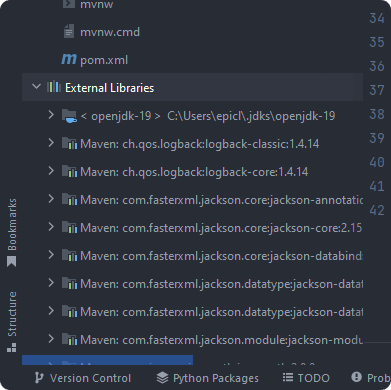 mvnw
mvnw.cmd
pom.xml
External Libraries
< openjdk-19 > C:\Users\epicl\.jdks\openjdk-19
Maven: ch.qos.logback:logback-classic:1.4.14
Maven: ch.qos.logback:logback-core:1.4.14
Maven: com.fasterxml.jackson.core:jackson-annotatio
Maven: com.fasterxml.jackson.core:jackson-core:2.15
Maven: com.fasterxml.jackson.core:jackson-databind:
Maven: com.fasterxml.jackson.datatype:jackson-datat
Maven: com.fasterxml.jackson.datatype:jackson-datat
Maven: com.fasterxml.jackson.module:jackson-modu
34
35
36
37
38
39
40
41
42
Bookmarks
Structure
Version Control
Python Packages
TODO
Prob